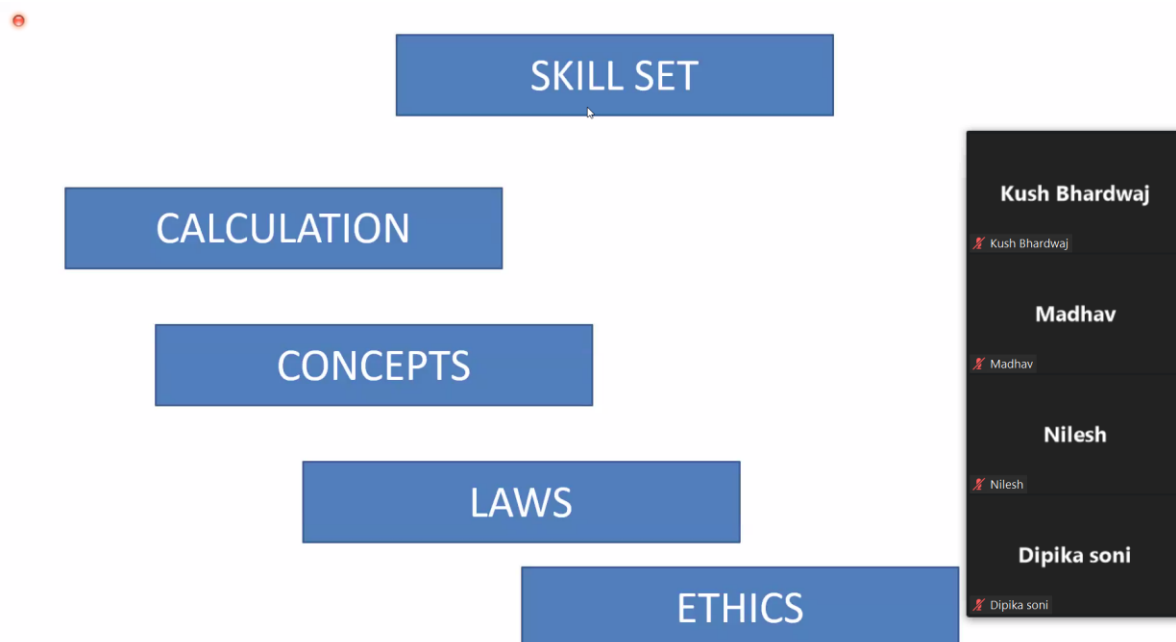 SKILL SET
CALCULATION
CONCEPTS
LAWS
ETHICS
Kush Bhardwaj
Kush Bhardwaj
Madhav
Madhav
Nilesh
Nilesh
Dipika soni
Dipika soni